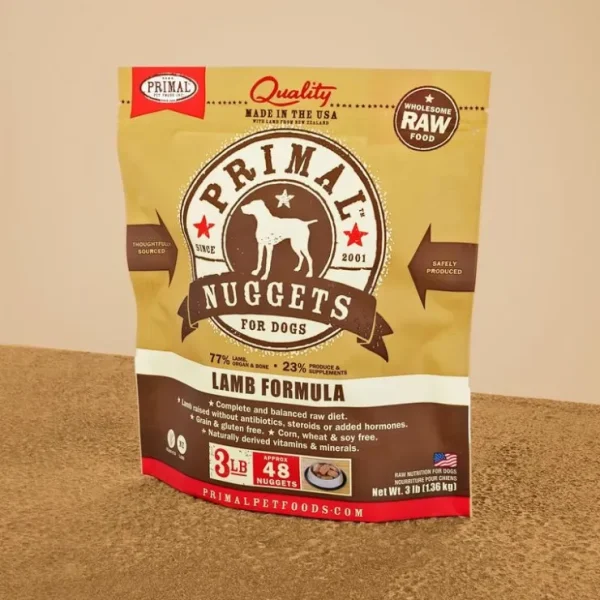 PRIMAL
PET FOODS INC.
Quality
MADE IN THE USA
WITH LAMB FROM NEW ZEALAND
WHOLESOME
RAW
FOOD
PRIMAL™
SINCE 2001
THOUGHTFULLY
SOURCED
SAFELY
PRODUCED
NUGGETS
FOR DOGS
77% LAMB, ORGAN & BONE • 23% PRODUCE & SUPPLEMENTS
LAMB FORMULA
★ Complete and balanced raw diet.
★ Lamb raised without antibiotics, steroids or added hormones.
★ Grain & gluten free. ★ Corn, wheat & soy free.
★ Naturally derived vitamins & minerals.
3LB
APPROX
48
NUGGETS
RAW NUTRITION FOR DOGS
NOURRITURE POUR CHIENS
Net Wt. 3 lb (1.36 kg)
PRIMALPETFOODS.COM